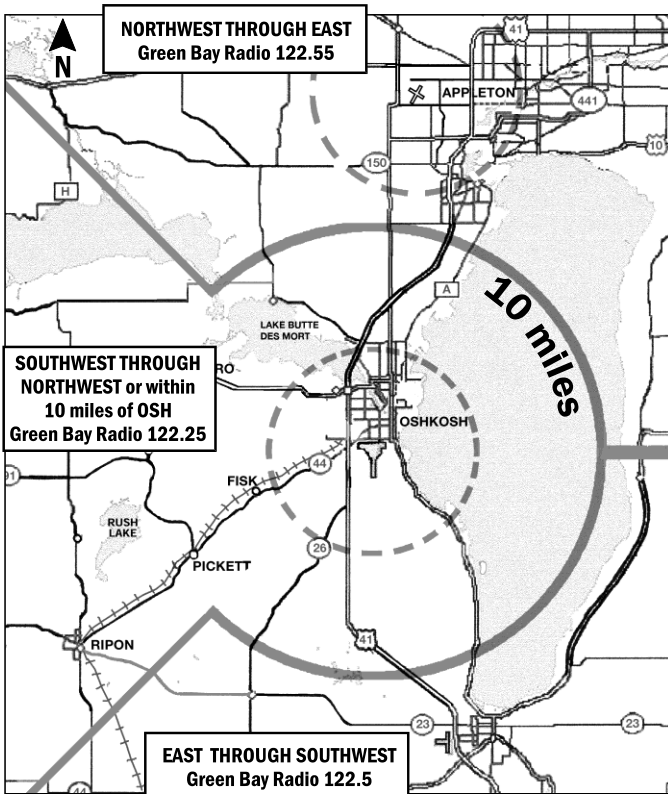 NORTHWEST THROUGH EAST
Green Bay Radio 122.55
N
41
APPLETON
441
10
150
H
A
10 miles
LAKE BUTTE
DES MORT
SOUTHWEST THROUGH
NORTHWEST or within
10 miles of OSH
Green Bay Radio 122.25
RO
OSHKOSH
44
91
FISK
RUSH
LAKE
26
PICKETT
41
RIPON
23
23
EAST THROUGH SOUTHWEST
Green Bay Radio 122.5
44